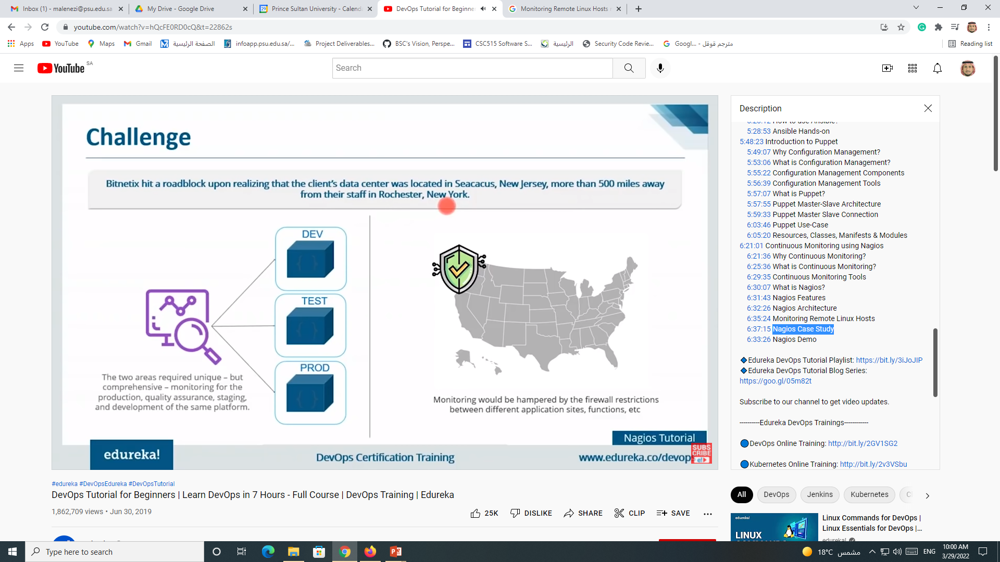 Inbox (1) - malenezi@psu.edu.sa
My Drive - Google Drive
Prince Sultan University - Calend
DevOps Tutorial for Beginner
Monitoring Remote Linux Hosts
youtube.com/watch?v=hQcFE0RD0cQ&t=22862s
Apps
YouTube
Maps
Gmail
الصفحة الرئيسية
infoapp.psu.edu.sa/...
Project Deliverables...
BSC's Vision, Perspe...
CSC515 Software S...
الرئيسية
Security Code Revie...
مترجم قوقل - Googl...
Reading list
YouTube SA
Search
Challenge
Bitnetix hit a roadblock upon realizing that the client's data center was located in Seacacus, New Jersey, more than 500 miles away
from their staff in Rochester, New York.
DEV
TEST
PROD
The two areas required unique – but
comprehensive – monitoring for the
production, quality assurance, staging,
and development of the same platform.
Monitoring would be hampered by the firewall restrictions
between different application sites, functions, etc
Nagios Tutorial
edureka!
DevOps Certification Training
www.edureka.co/devop
SUBS
CRIBE
e!
#edureka #DevOpsEdureka #DevOpsTutorial
DevOps Tutorial for Beginners | Learn DevOps in 7 Hours - Full Course | DevOps Training | Edureka
1,862,709 views • Jun 30, 2019
25K
DISLIKE
SHARE
CLIP
SAVE
Description
5:28:53 Ansible Hands-on
5:48:23 Introduction to Puppet
5:49:07 Why Configuration Management?
5:53:06 What is Configuration Management?
5:55:22 Configuration Management Components
5:56:39 Configuration Management Tools
5:57:07 What is Puppet?
5:57:55 Puppet Master-Slave Architecture
5:59:33 Puppet Master Slave Connection
6:03:46 Puppet Use-Case
6:05:20 Resources, Classes, Manifests & Modules
6:21:01 Continuous Monitoring using Nagios
6:21:36 Why Continuous Monitoring?
6:25:36 What is Continuous Monitoring?
6:29:35 Continuous Monitoring Tools
6:30:07 What is Nagios?
6:31:43 Nagios Features
6:32:26 Nagios Architecture
6:35:24 Monitoring Remote Linux Hosts
6:37:15 Nagios Case Study
6:33:26 Nagios Demo
🔹Edureka DevOps Tutorial Playlist: https://bit.ly/3iJoJIP
🔹Edureka DevOps Tutorial Blog Series:
https://goo.gl/05m82t
Subscribe to our channel to get video updates.
----------Edureka DevOps Trainings-----------
🔵DevOps Online Training: http://bit.ly/2GV1SG2
🔵Kubernetes Online Training: http://bit.ly/2v3VSbu
All
DevOps
Jenkins
Kubernetes
edureka!
LINUX
Linux Commands for DevOps |
Linux Essentials for DevOps |...
edureka!
Type here to search
18°C مشمس
ENG
10:00 AM
3/29/2022